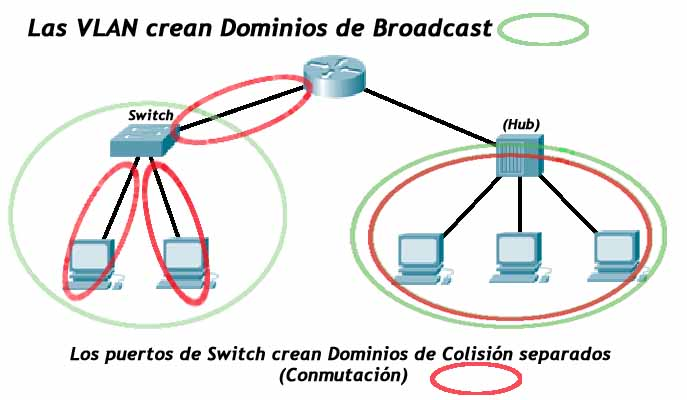 Las VLAN crean Dominios de Broadcast
Switch
(Hub)
Los puertos de Switch crean Dominios de Colisión separados
(Conmutación)